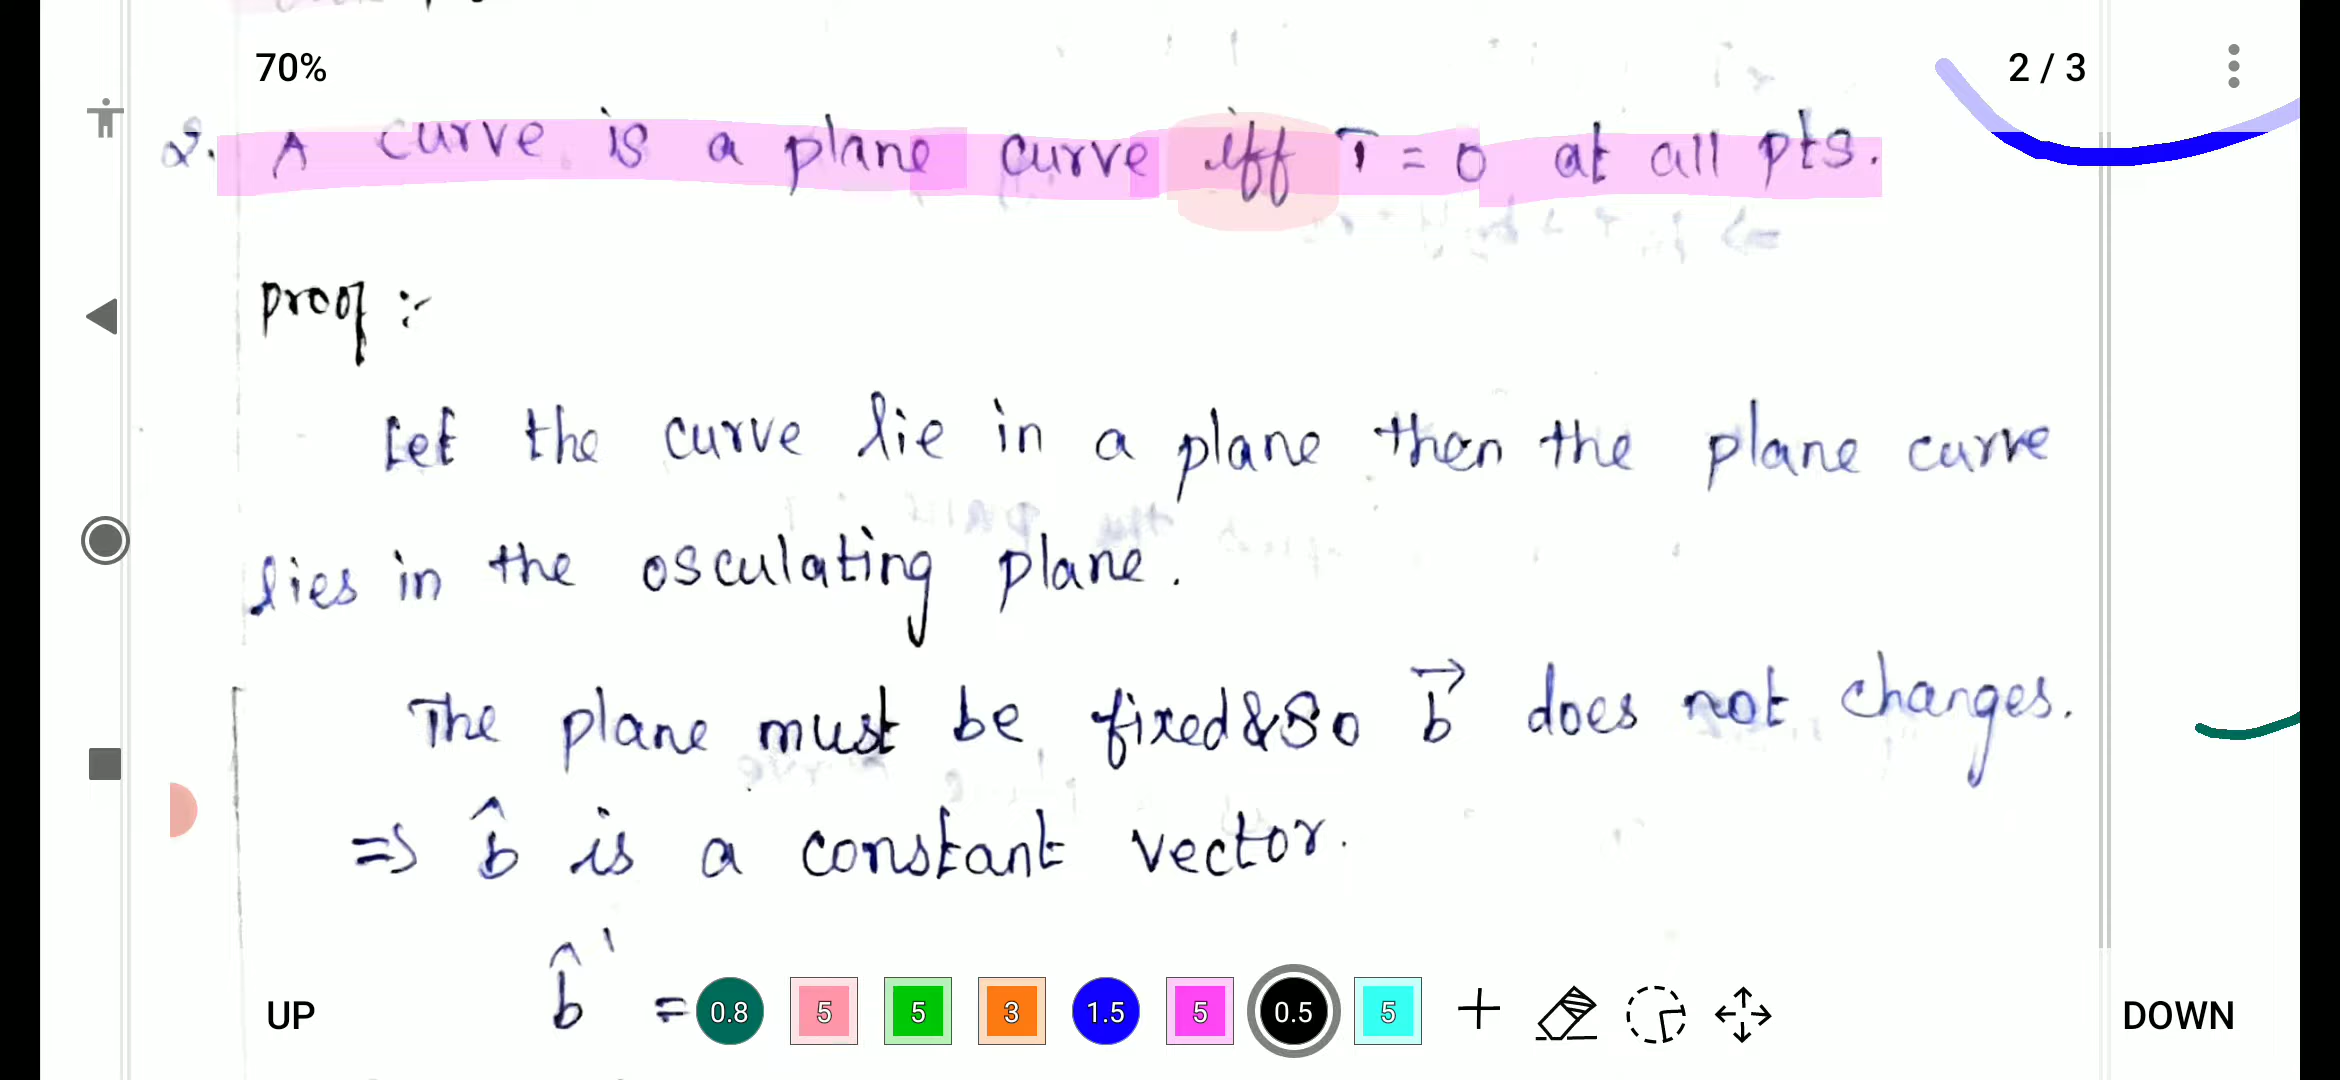 70%
2 / 3
2. A curve is a plane curve iff τ = 0 at all pts.
proof :-
Let the curve lie in a plane then the plane curve
lies in the osculating plane.
The plane must be fixed & so b⃗ does not changes.
⇒ b̂ is a constant vector.
b̂' =
0.8 5 5 3 1.5 5 0.5 5
UP
DOWN